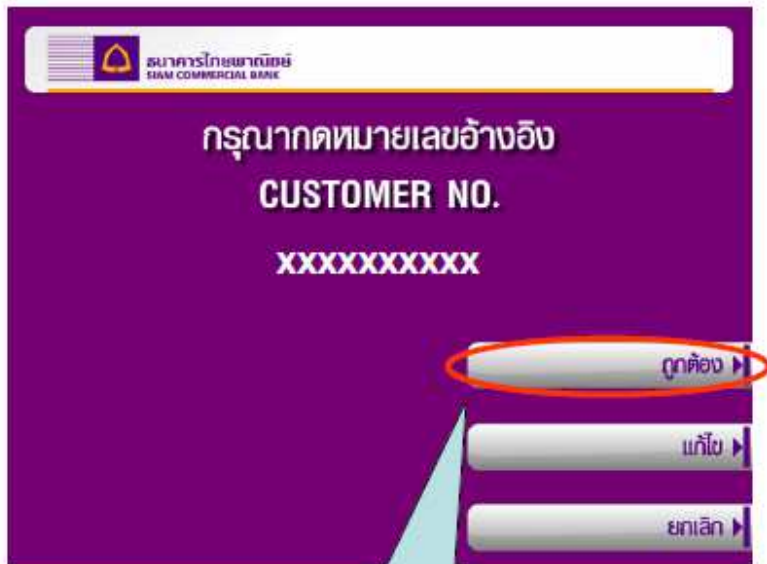 ธนาคารไทยพาณิชย์
SIAM COMMERCIAL BANK
กรุณากดหมายเลขอ้างอิง
CUSTOMER NO.
XXXXXXXXXX
ถูกต้อง
แก้ไข
ยกเลิก